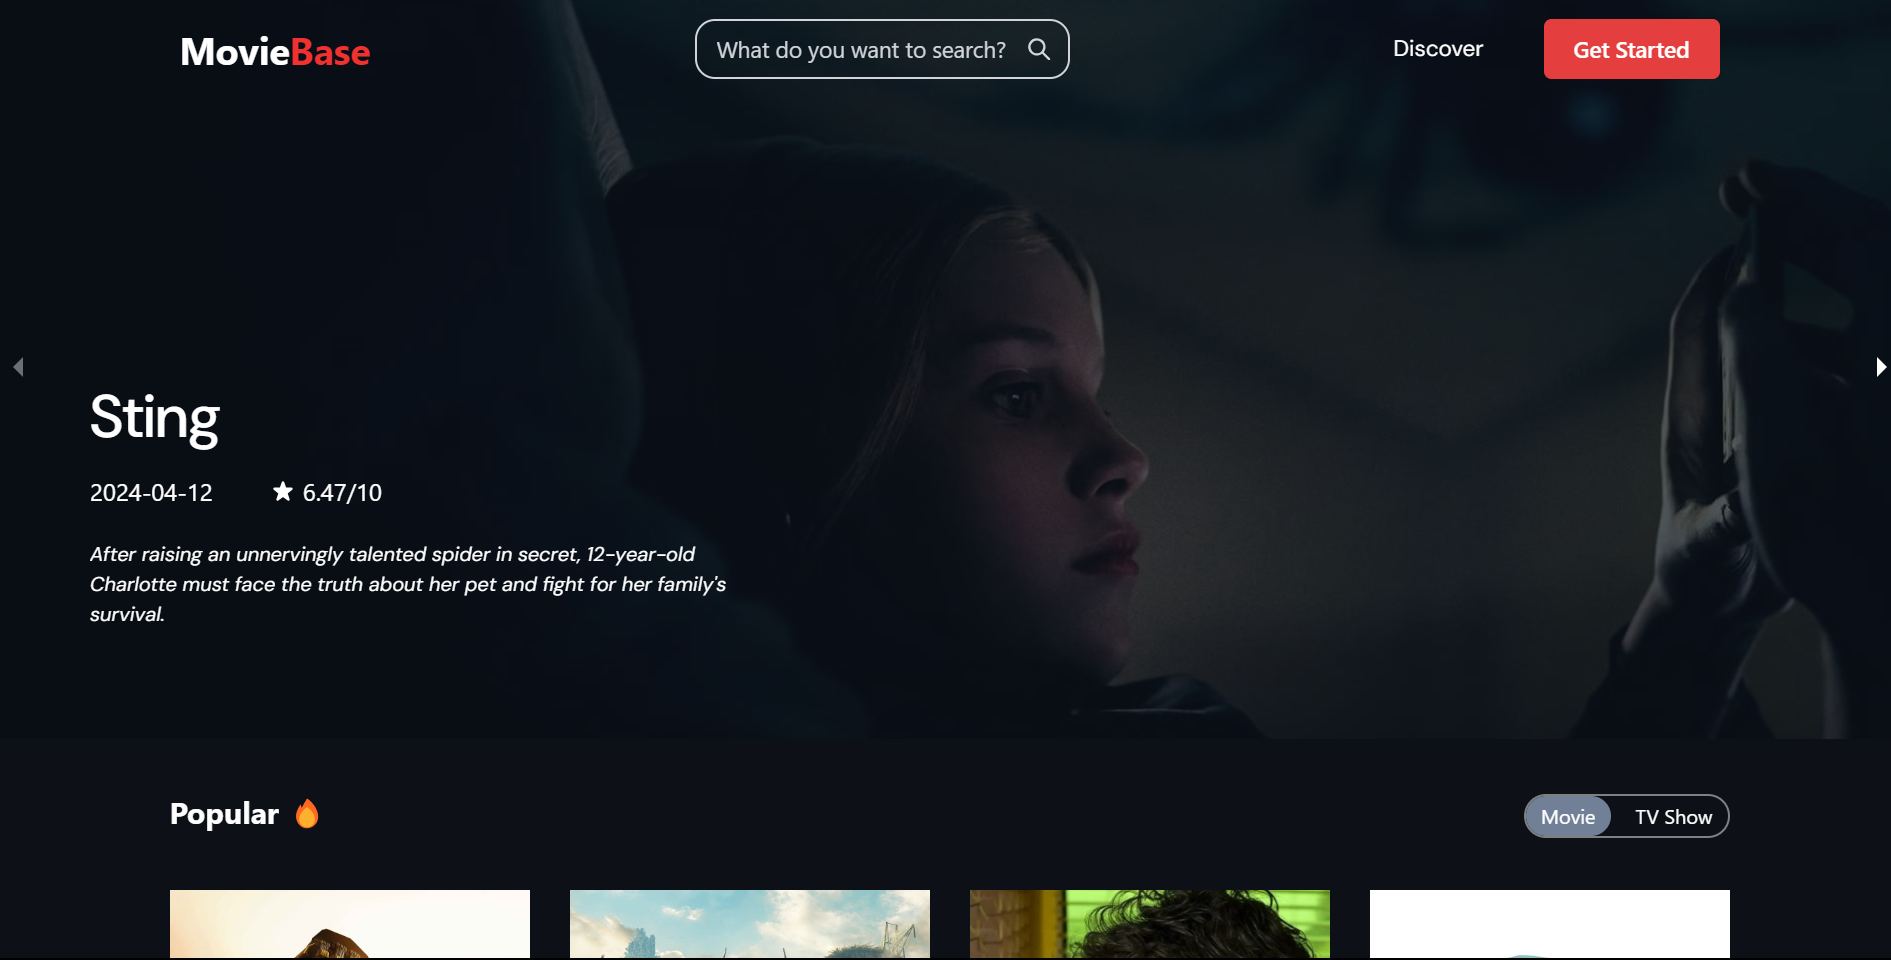 MovieBase
What do you want to search?
Discover
Get Started
Sting
2024-04-12
6.47/10
After raising an unnervingly talented spider in secret, 12-year-old
Charlotte must face the truth about her pet and fight for her family's
survival.
Popular
Movie
TV Show